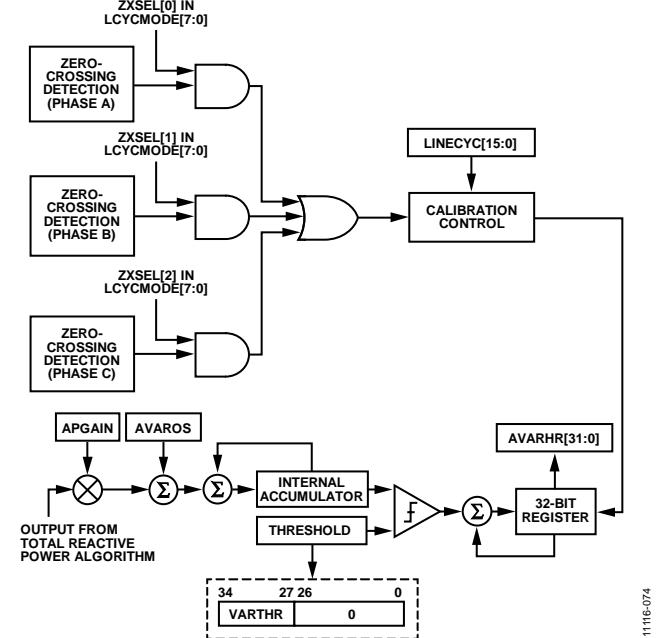 ZXSEL[0] IN
LCYCMODE[7:0]
ZERO-
CROSSING
DETECTION
(PHASE A)
ZXSEL[1] IN
LCYCMODE[7:0]
ZERO-
CROSSING
DETECTION
(PHASE B)
ZXSEL[2] IN
LCYCMODE[7:0]
ZERO-
CROSSING
DETECTION
(PHASE C)
LINECYC[15:0]
CALIBRATION
CONTROL
APGAIN
AVAROS
AVARHR[31:0]
Σ
Σ
INTERNAL
ACCUMULATOR
Σ
32-BIT
REGISTER
THRESHOLD
OUTPUT FROM
TOTAL REACTIVE
POWER ALGORITHM
34 27 26 0
VARTHR 0
11116-074